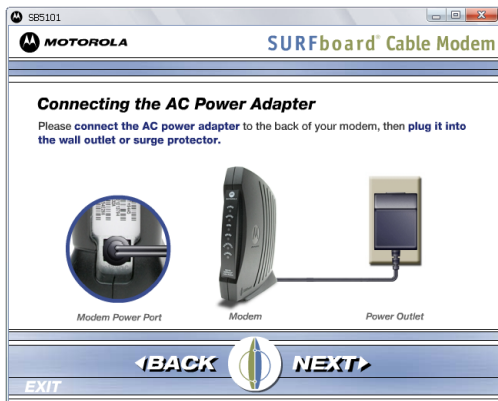 SB5101
MOTOROLA
SURFboard® Cable Modem
Connecting the AC Power Adapter
Please connect the AC power adapter to the back of your modem, then plug it into
the wall outlet or surge protector.
Modem Power Port
Modem
Power Outlet
BACK
NEXT
EXIT